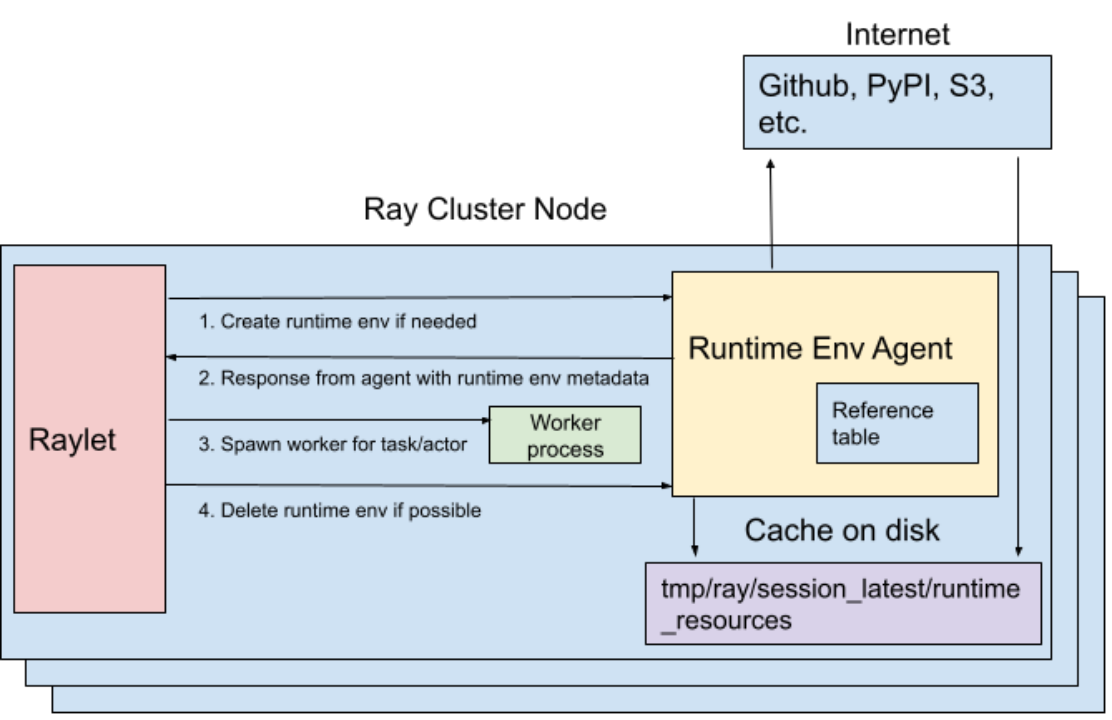 Internet
Github, PyPI, S3,
etc.
Ray Cluster Node
Raylet
1. Create runtime env if needed
2. Response from agent with runtime env metadata
3. Spawn worker for task/actor
Worker
process
4. Delete runtime env if possible
Runtime Env Agent
Reference
table
Cache on disk
tmp/ray/session_latest/runtime
_resources